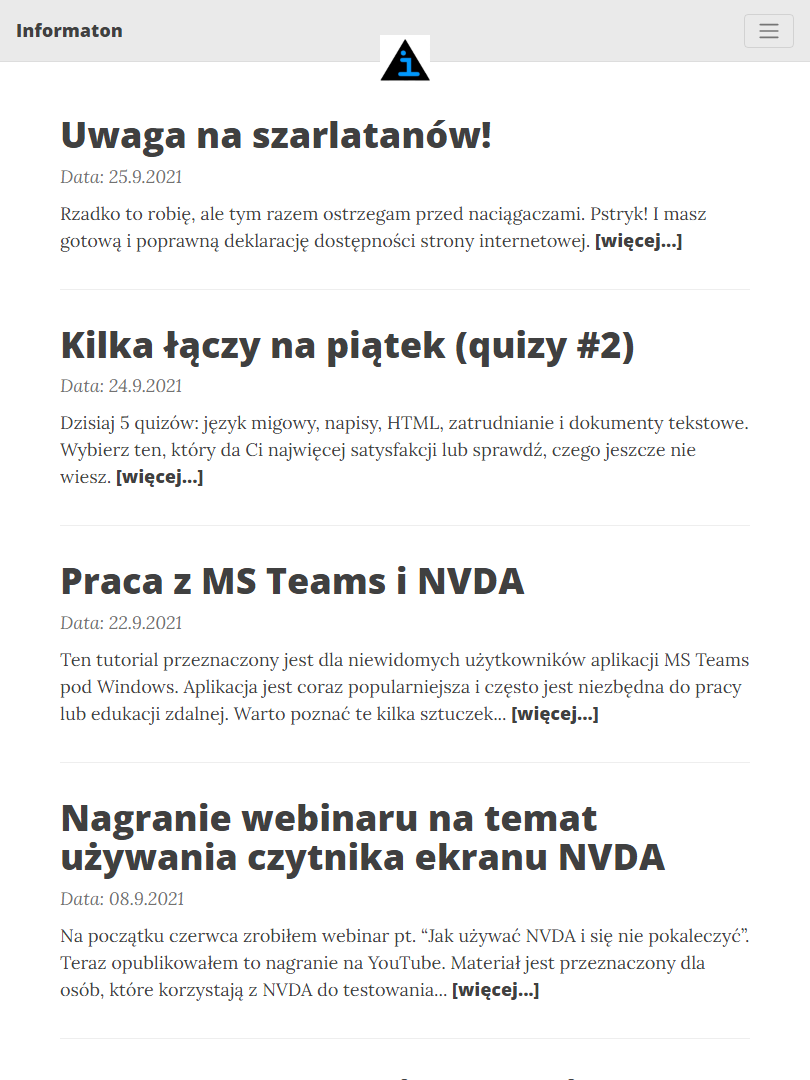 Informaton
i
Uwaga na szarlatanów!
Data: 25.9.2021
Rzadko to robię, ale tym razem ostrzegam przed naciągaczami. Pstryk! I masz
gotową i poprawną deklarację dostępności strony internetowej. [więcej...]
Kilka łączy na piątek (quizy #2)
Data: 24.9.2021
Dzisiaj 5 quizów: język migowy, napisy, HTML, zatrudnianie i dokumenty tekstowe.
Wybierz ten, który da Ci najwięcej satysfakcji lub sprawdź, czego jeszcze nie
wiesz. [więcej...]
Praca z MS Teams i NVDA
Data: 22.9.2021
Ten tutorial przeznaczony jest dla niewidomych użytkowników aplikacji MS Teams
pod Windows. Aplikacja jest coraz popularniejsza i często jest niezbędna do pracy
lub edukacji zdalnej. Warto poznać te kilka sztuczek... [więcej...]
Nagranie webinaru na temat
używania czytnika ekranu NVDA
Data: 08.9.2021
Na początku czerwca zrobiłem webinar pt. “Jak używać NVDA i się nie pokaleczyć”.
Teraz opublikowałem to nagranie na YouTube. Materiał jest przeznaczony dla
osób, które korzystają z NVDA do testowania... [więcej...]